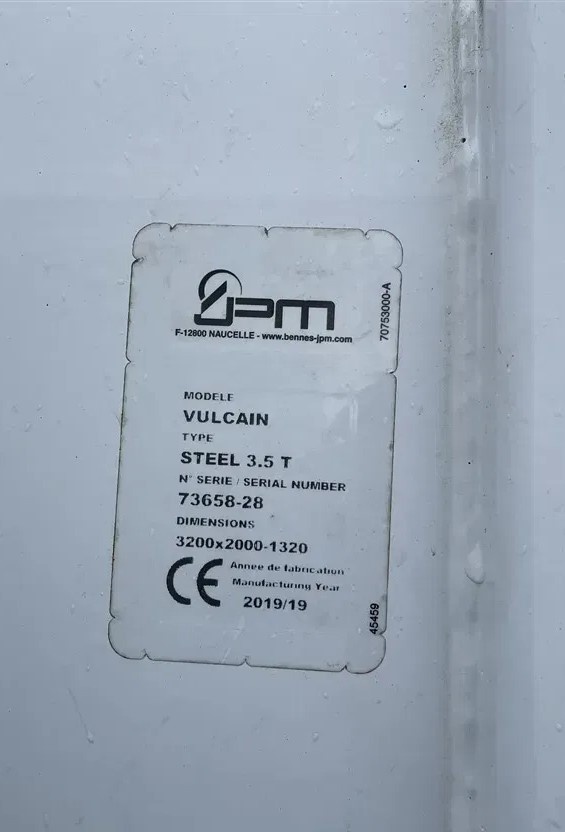 JPM
F-12800 NAUCELLE - www.bennes-jpm.com
70753000-A
MODELE
VULCAIN
TYPE
STEEL 3.5 T
N° SERIE / SERIAL NUMBER
73658-28
DIMENSIONS
3200x2000-1320
CE
Annee de fabrication
Manufacturing Year
2019/19
45459